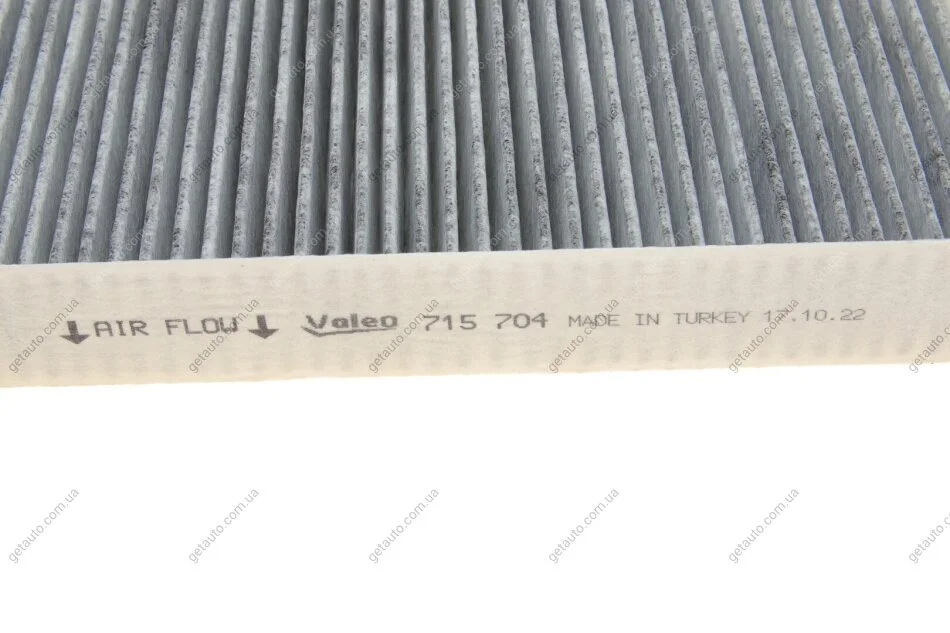 ↓AIR FLOW↓ Valeo 715 704 MADE IN TURKEY 17.10.22
getauto.com.ua